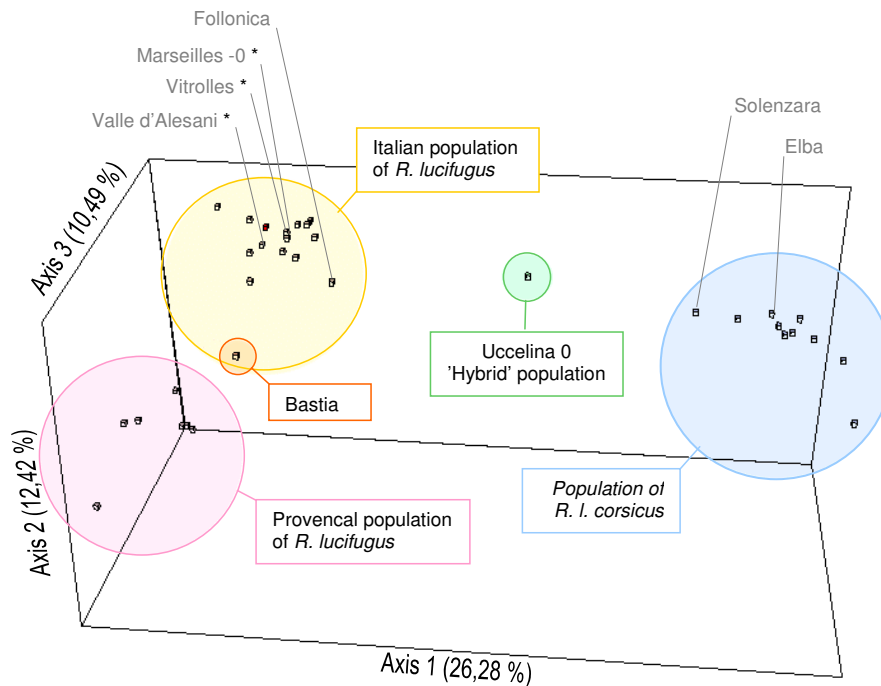 Follonica
Marseilles -0 *
Vitrolles *
Valle d'Alesani *
Solenzara
Elba
Italian population
of R. lucifugus
Axis 3 (10,49 %)
Uccelina 0
'Hybrid' population
Bastia
Population of
R. l. corsicus
Provencal population
of R. lucifugus
Axis 2 (12,42 %)
Axis 1 (26,28 %)